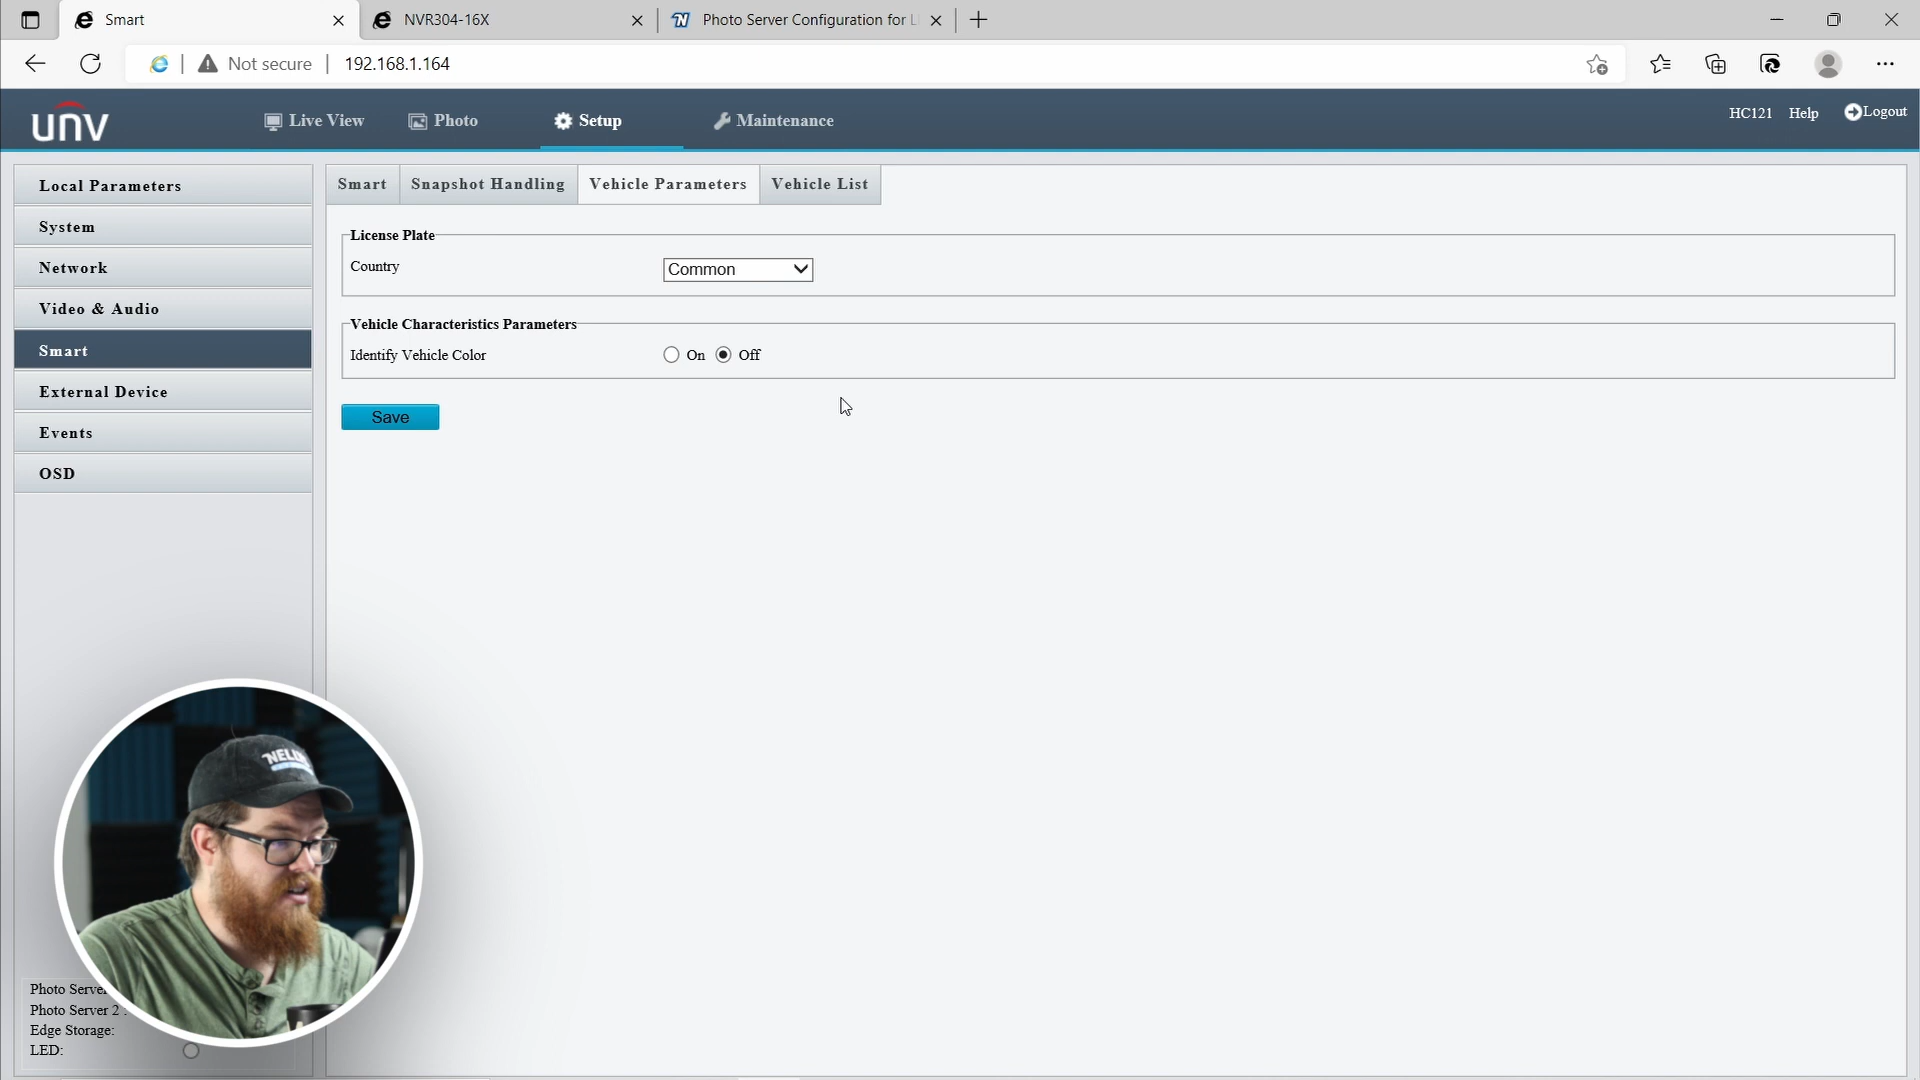 Smart
NVR304-16X
Photo Server Configuration for L
Not secure
192.168.1.164
unv
Live View
Photo
Setup
Maintenance
HC121
Help
Logout
Local Parameters
System
Network
Video & Audio
Smart
External Device
Events
OSD
Smart
Snapshot Handling
Vehicle Parameters
Vehicle List
License Plate
Country
Common
Vehicle Characteristics Parameters
Identify Vehicle Color
On
Off
Save
Photo Server
Photo Server 2
Edge Storage:
LED: